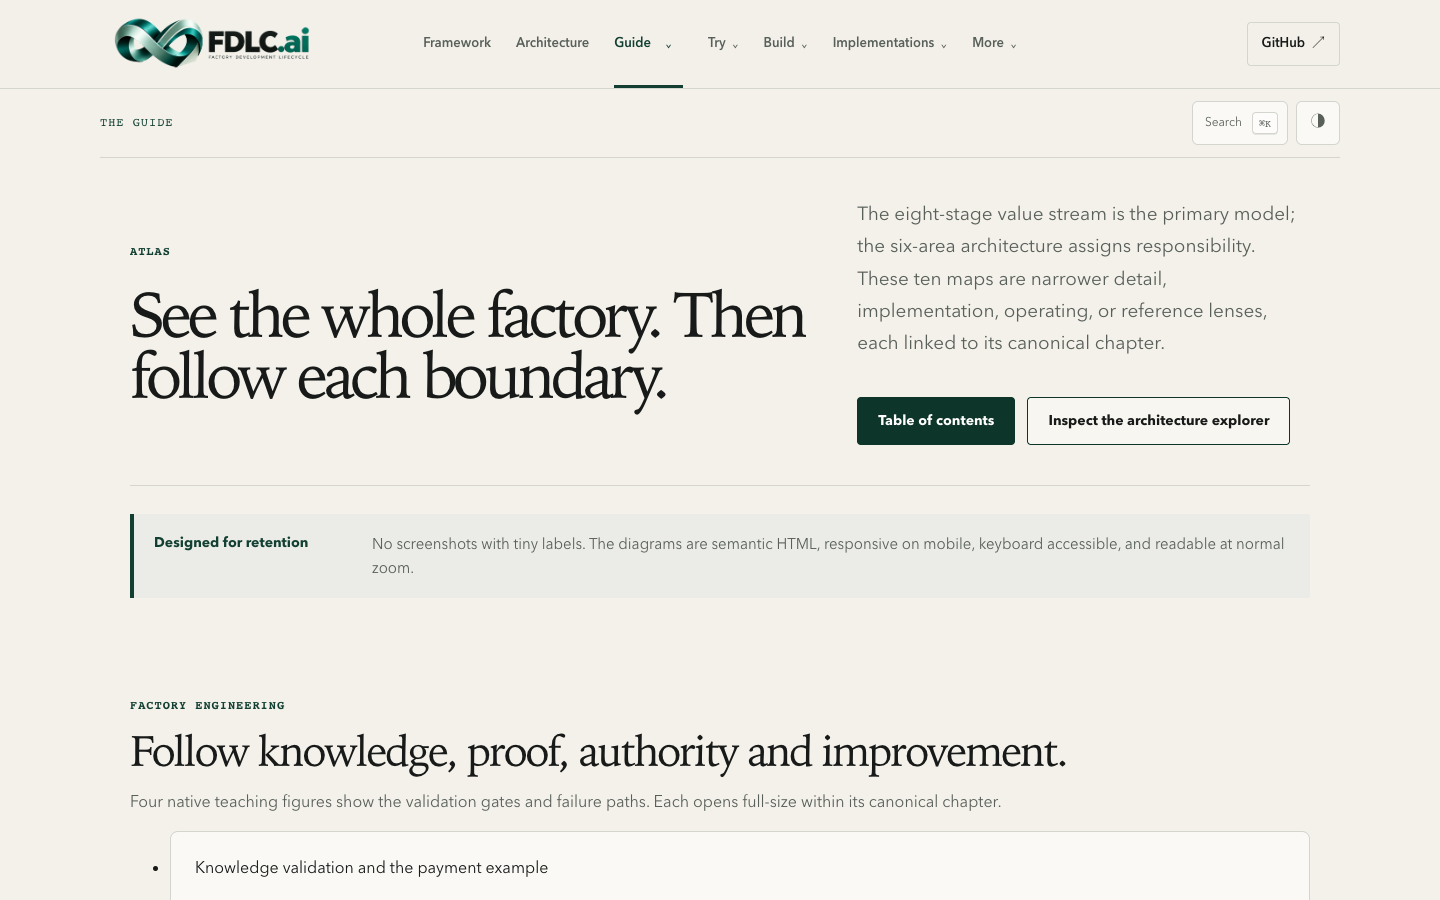 FDLC.ai
FACTORY DEVELOPMENT LIFECYCLE
Framework
Architecture
Guide
Try
Build
Implementations
More
GitHub ↗
THE GUIDE
Search ⌘K
ATLAS
See the whole factory. Then
follow each boundary.
The eight-stage value stream is the primary model;
the six-area architecture assigns responsibility.
These ten maps are narrower detail,
implementation, operating, or reference lenses,
each linked to its canonical chapter.
Table of contents
Inspect the architecture explorer
Designed for retention
No screenshots with tiny labels. The diagrams are semantic HTML, responsive on mobile, keyboard accessible, and readable at normal
zoom.
FACTORY ENGINEERING
Follow knowledge, proof, authority and improvement.
Four native teaching figures show the validation gates and failure paths. Each opens full-size within its canonical chapter.
• Knowledge validation and the payment example